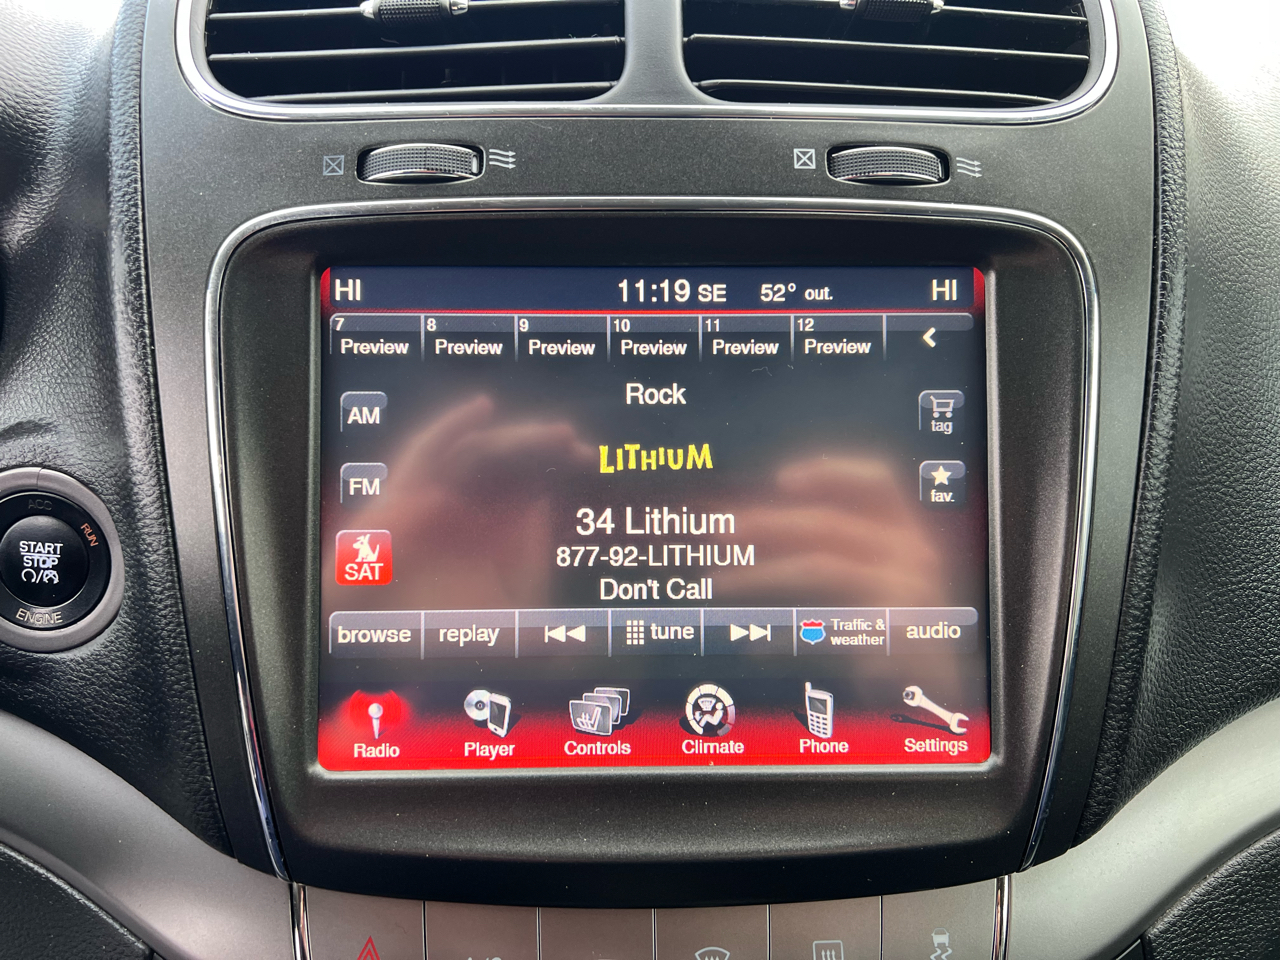 HI 11:19 SE 52° out. HI
7 8 9 10 11 12
Preview Preview Preview Preview Preview Preview
Rock
AM
tag
LITHIUM
FM
fav.
34 Lithium
877-92-LITHIUM
SAT
Don't Call
browse replay tune Traffic & weather audio
Radio Player Controls Climate Phone Settings
ACC
RUN
START
STOP
ENGINE